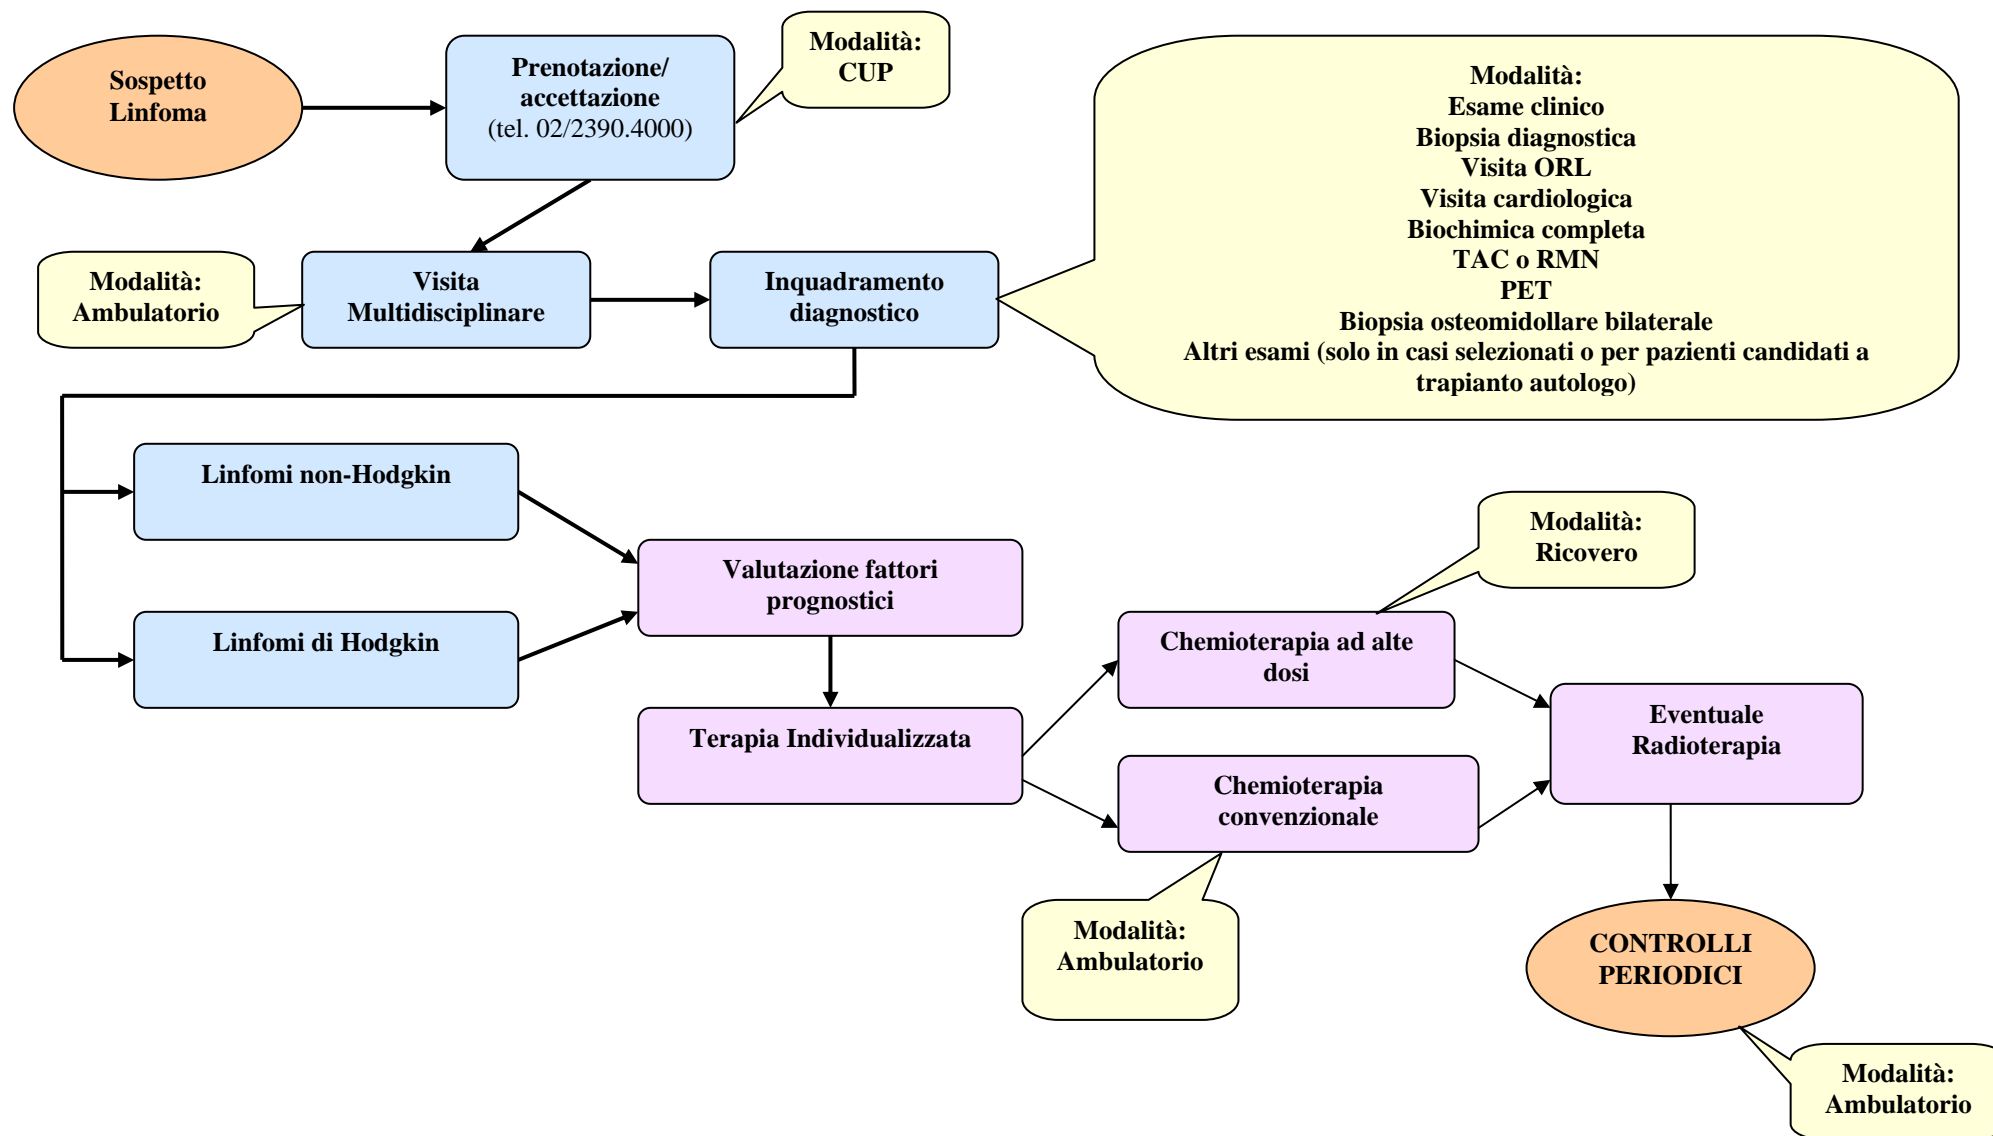 Sospetto
Linfoma
Prenotazione/
accettazione
(tel. 02/2390.4000)
Modalità:
CUP
Modalità:
Esame clinico
Biopsia diagnostica
Visita ORL
Visita cardiologica
Biochimica completa
TAC o RMN
PET
Biopsia osteomidollare bilaterale
Altri esami (solo in casi selezionati o per pazienti candidati a
trapianto autologo)
Modalità:
Ambulatorio
Visita
Multidisciplinare
Inquadramento
diagnostico
Linfomi non-Hodgkin
Linfomi di Hodgkin
Valutazione fattori
prognostici
Terapia Individualizzata
Modalità:
Ricovero
Chemioterapia ad alte
dosi
Chemioterapia
convenzionale
Modalità:
Ambulatorio
Eventuale
Radioterapia
CONTROLLI
PERIODICI
Modalità:
Ambulatorio